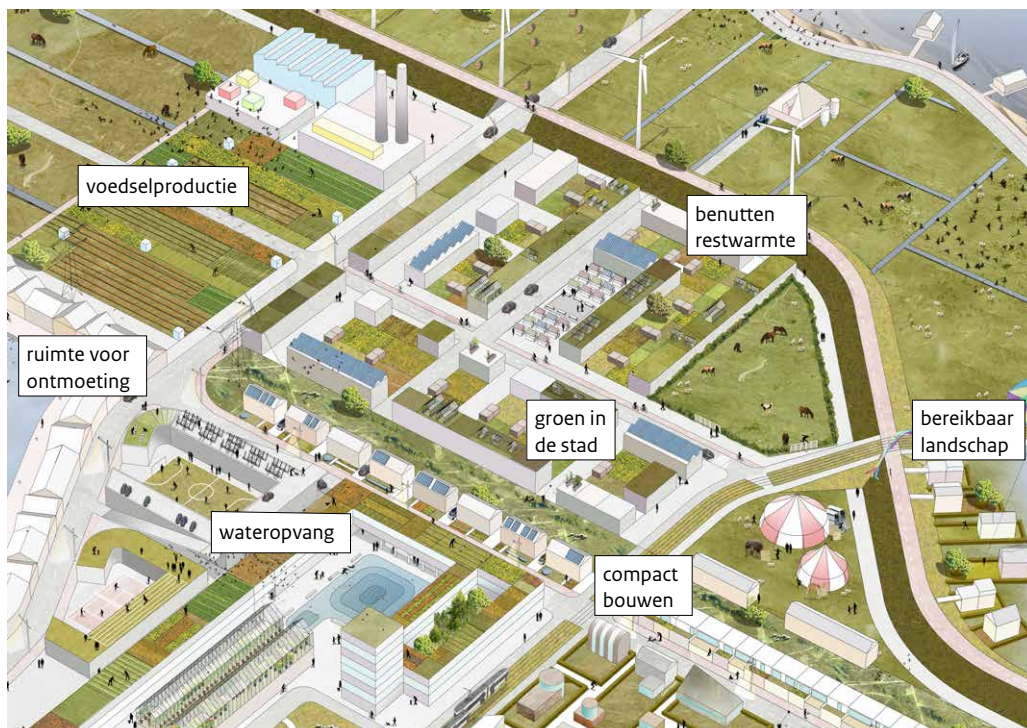 voedselproductie
benutten
restwarmte
ruimte voor
ontmoeting
groen in
de stad
bereikbaar
landschap
wateropvang
compact
bouwen